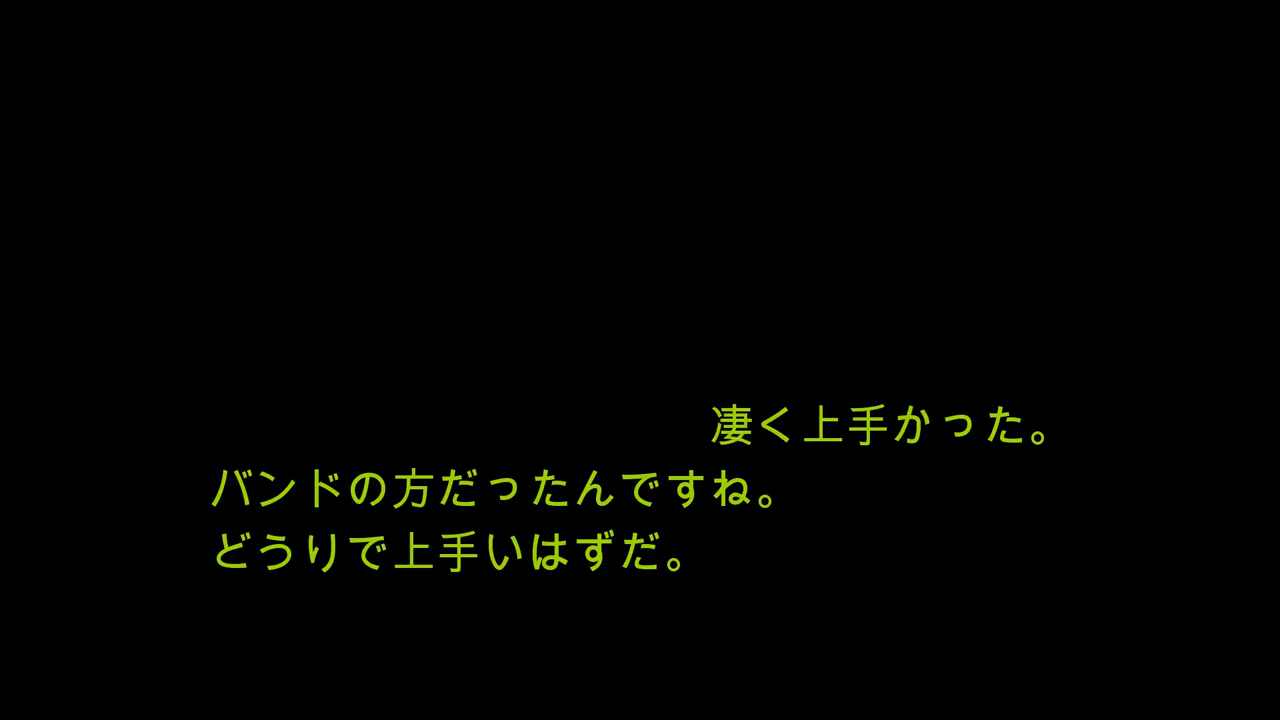 凄く上手かった。
バンドの方だったんですね。
どうりで上手いはずだ。